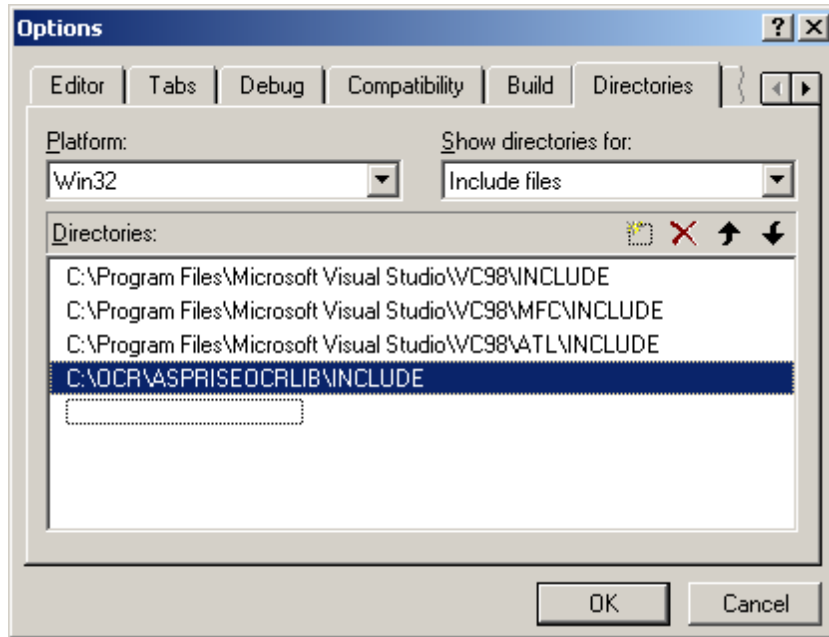 Options
Editor Tabs Debug Compatibility Build Directories
Platform: Show directories for:
Win32 Include files
Directories:
C:\Program Files\Microsoft Visual Studio\VC98\INCLUDE
C:\Program Files\Microsoft Visual Studio\VC98\MFC\INCLUDE
C:\Program Files\Microsoft Visual Studio\VC98\ATL\INCLUDE
C:\OCR\ASPRISEOCRLIB\INCLUDE
OK Cancel